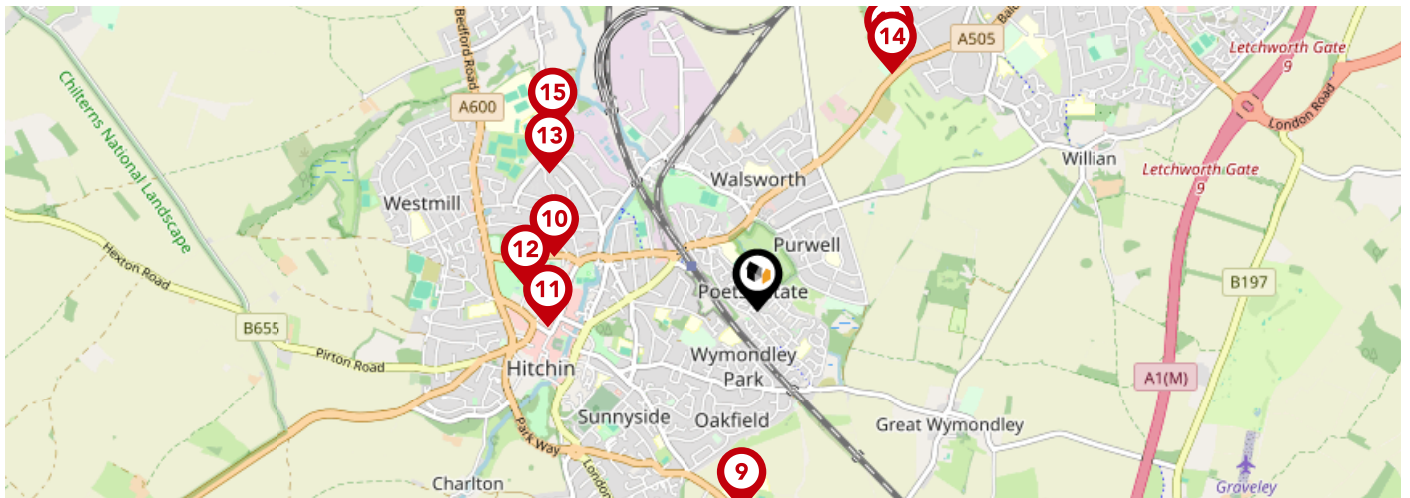 Bedford Road
14
A505
Letchworth Gate
9
15
A600
13
London Road
Chilterns National Landscape
Willian
Letchworth Gate
9
Walsworth
Westmill
10
12
Purwell
Hexton Road
11
B197
B655
Pirton Road
Wymondley
Park
Hitchin
A1(M)
Sunnyside
Oakfield
Great Wymondley
Park Way
9
London
Charlton
Graveley